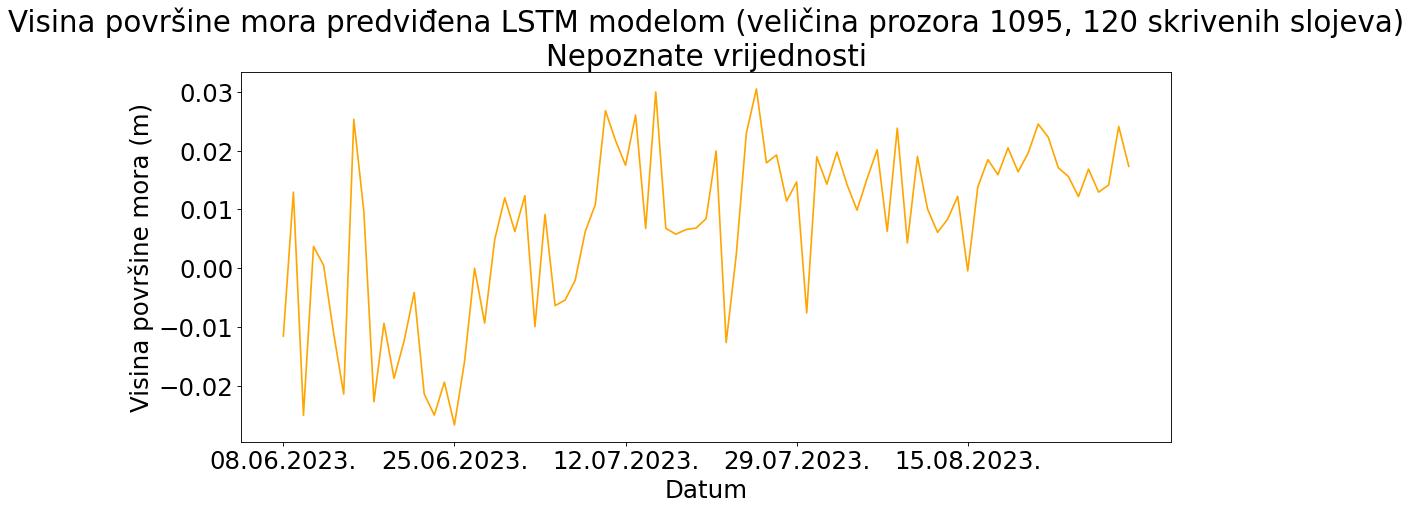 Visina površine mora predviđena LSTM modelom (veličina prozora 1095, 120 skrivenih slojeva)
Nepoznate vrijednosti
Visina površine mora (m)
0.03
0.02
0.01
0.00
−0.01
−0.02
08.06.2023. 25.06.2023. 12.07.2023. 29.07.2023. 15.08.2023.
Datum